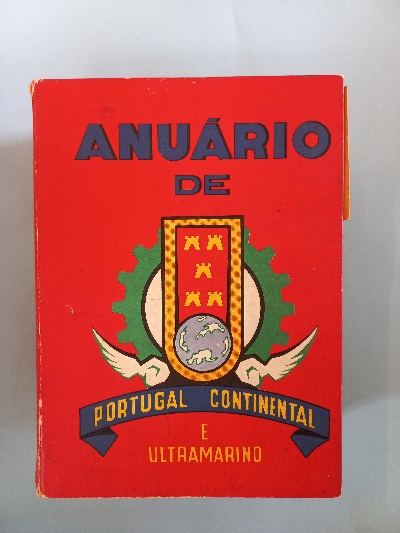 ANUÁRIO
DE
PORTUGAL CONTINENTAL
E
ULTRAMARINO